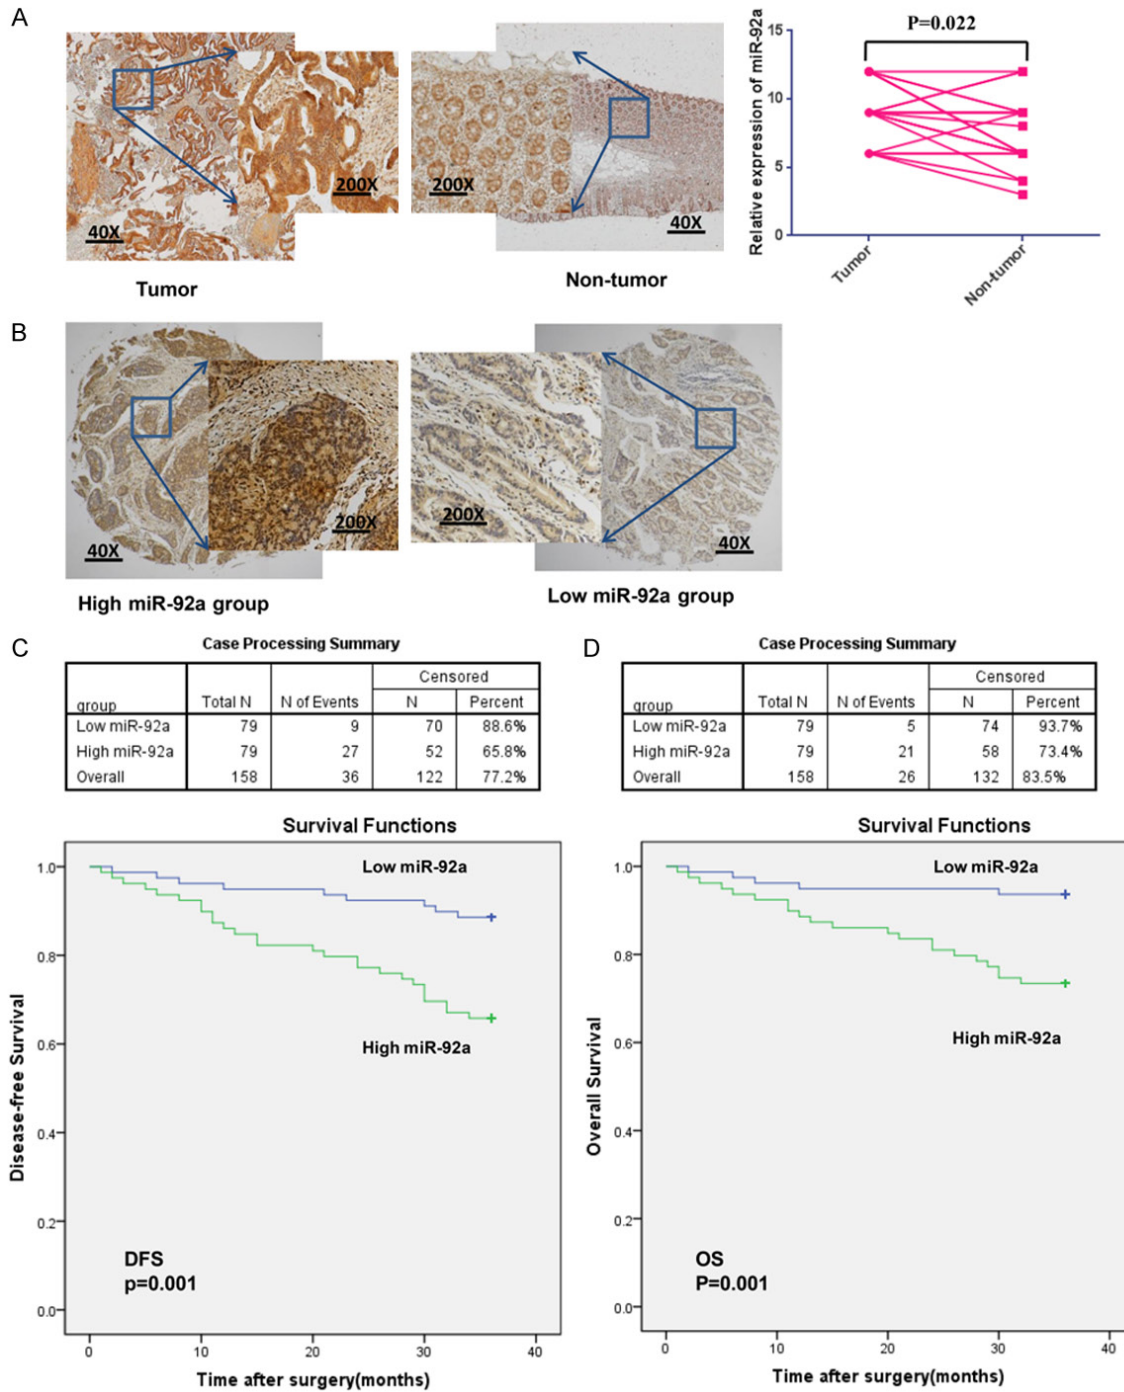 A
P=0.022
15
10
5
0
Relative expression of miR-92a
Tumor
Non-tumor
40X
200X
200X
40X
Tumor
Non-tumor
B
40X
200X
200X
40X
High miR-92a group
Low miR-92a group
C
Case Processing Summary
Censored
group Total N N of Events N Percent
Low miR-92a 79 9 70 88.6%
High miR-92a 79 27 52 65.8%
Overall 158 36 122 77.2%
Survival Functions
Low miR-92a
High miR-92a
1.0
0.8
0.6
0.4
0.2
0.0
Disease-free Survival
DFS
p=0.001
0 10 20 30 40
Time after surgery(months)
D
Case Processing Summary
Censored
group Total N N of Events N Percent
Low miR-92a 79 5 74 93.7%
High miR-92a 79 21 58 73.4%
Overall 158 26 132 83.5%
Survival Functions
Low miR-92a
High miR-92a
1.0
0.8
0.6
0.4
0.2
0.0
Overall Survival
OS
P=0.001
0 10 20 30 40
Time after surgery(months)